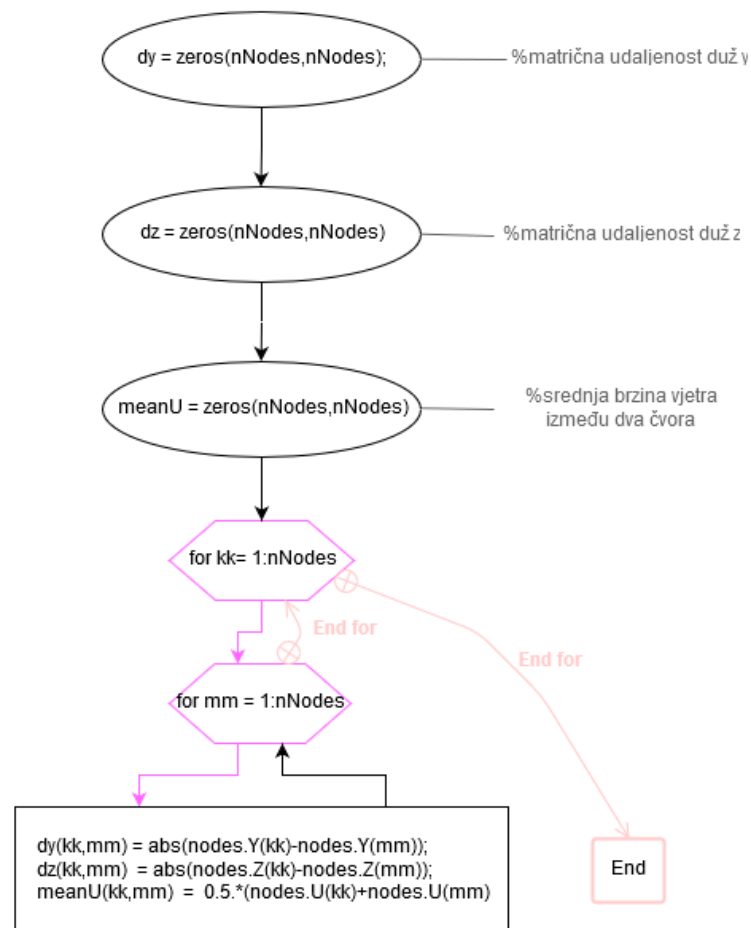 dy = zeros(nNodes,nNodes);
%matrična udaljenost duž y
dz = zeros(nNodes,nNodes)
%matrična udaljenost duž z
meanU = zeros(nNodes,nNodes)
%srednja brzina vjetra
između dva čvora
for kk= 1:nNodes
End for
End for
for mm = 1:nNodes
dy(kk,mm) = abs(nodes.Y(kk)-nodes.Y(mm));
dz(kk,mm) = abs(nodes.Z(kk)-nodes.Z(mm));
meanU(kk,mm) = 0.5.*(nodes.U(kk)+nodes.U(mm)
End